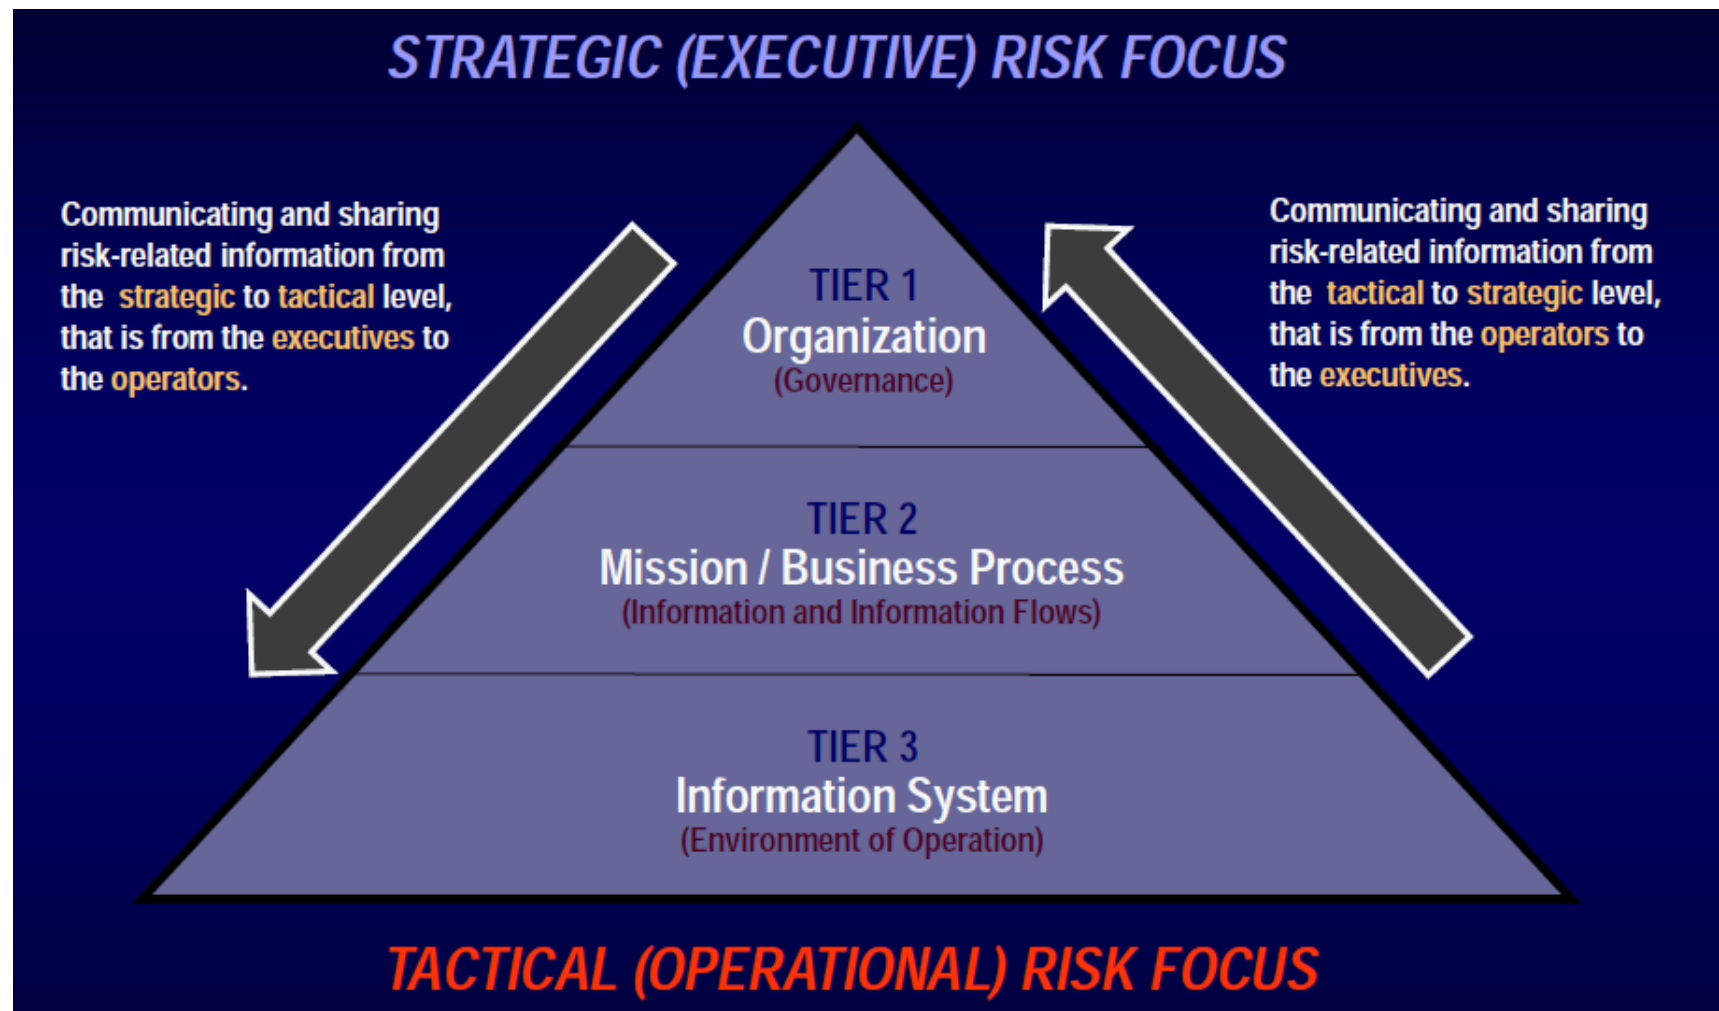 STRATEGIC (EXECUTIVE) RISK FOCUS
Communicating and sharing
risk-related information from
the strategic to tactical level,
that is from the executives to
the operators.
Communicating and sharing
risk-related information from
the tactical to strategic level,
that is from the operators to
the executives.
TIER 1
Organization
(Governance)
TIER 2
Mission / Business Process
(Information and Information Flows)
TIER 3
Information System
(Environment of Operation)
TACTICAL (OPERATIONAL) RISK FOCUS